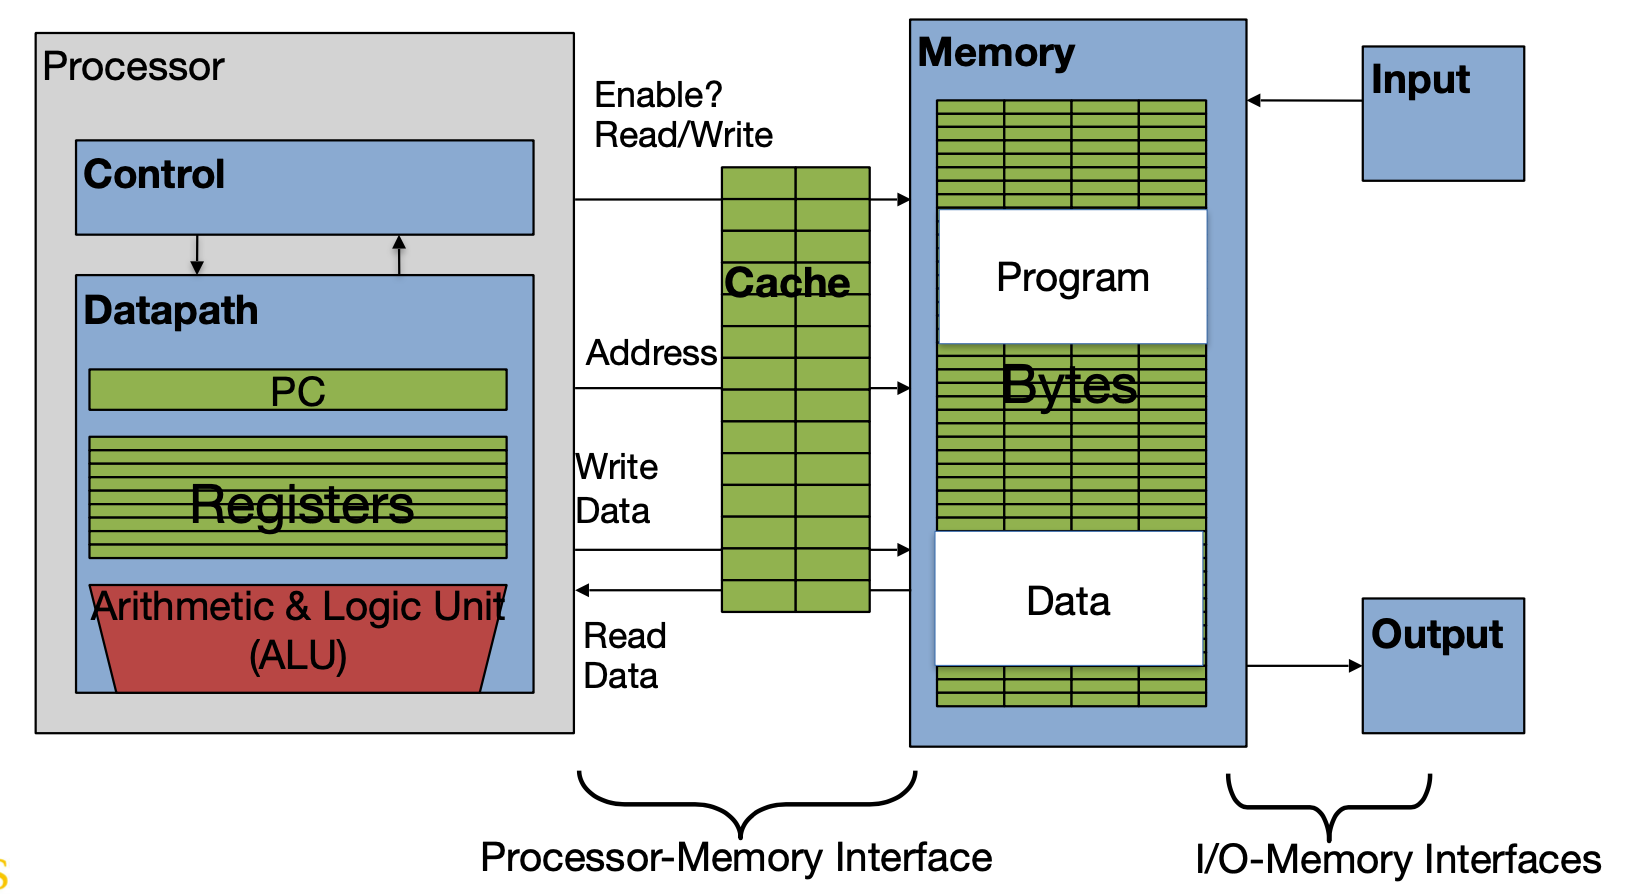 Processor
Control
Datapath
PC
Registers
Arithmetic & Logic Unit
(ALU)
Enable?
Read/Write
Cache
Address
Write
Data
Read
Data
Memory
Program
Bytes
Data
Input
Output
Processor-Memory Interface
I/O-Memory Interfaces
s